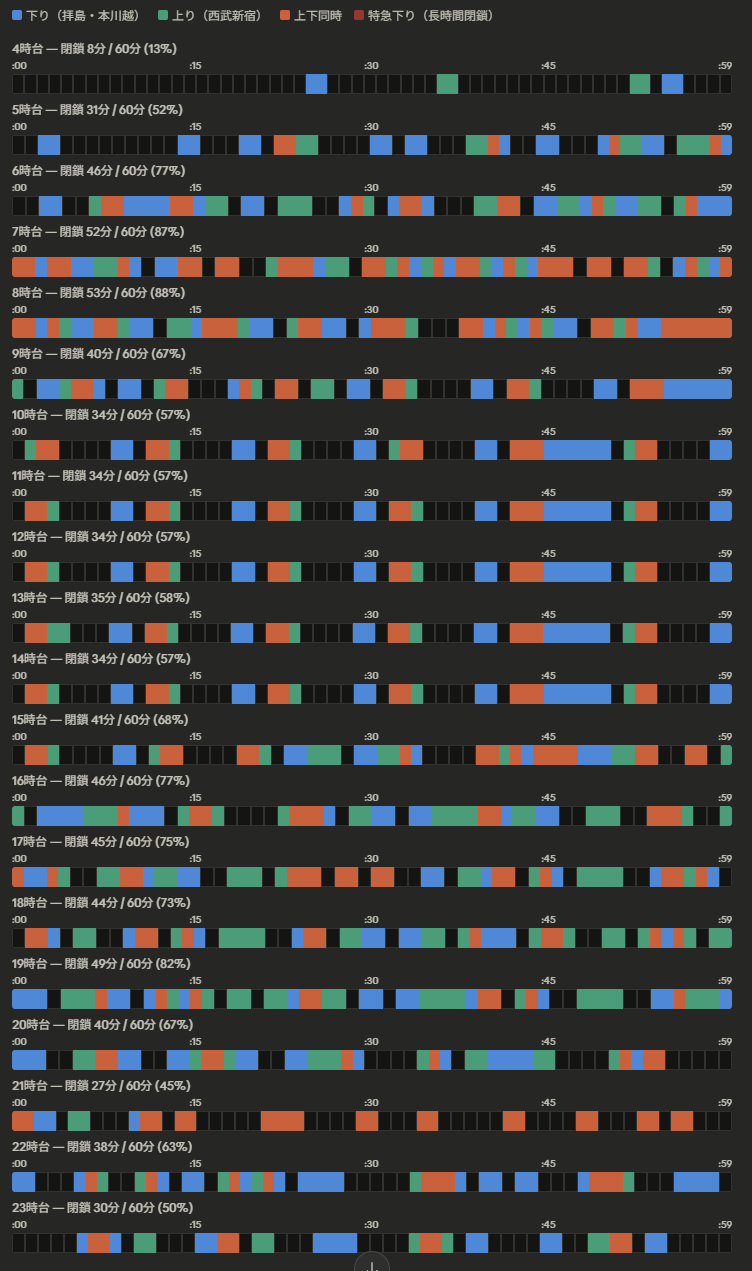 下り（拝島・本川越） 上り（西武新宿） 上下同時 特急下り（長時間閉鎖）
4時台 — 閉鎖 8分 / 60分 (13%)
:00 :15 :30 :45 :59
5時台 — 閉鎖 31分 / 60分 (52%)
:00 :15 :30 :45 :59
6時台 — 閉鎖 46分 / 60分 (77%)
:00 :15 :30 :45 :59
7時台 — 閉鎖 52分 / 60分 (87%)
:00 :15 :30 :45 :59
8時台 — 閉鎖 53分 / 60分 (88%)
:00 :15 :30 :45 :59
9時台 — 閉鎖 40分 / 60分 (67%)
:00 :15 :30 :45 :59
10時台 — 閉鎖 34分 / 60分 (57%)
:00 :15 :30 :45 :59
11時台 — 閉鎖 34分 / 60分 (57%)
:00 :15 :30 :45 :59
12時台 — 閉鎖 34分 / 60分 (57%)
:00 :15 :30 :45 :59
13時台 — 閉鎖 35分 / 60分 (58%)
:00 :15 :30 :45 :59
14時台 — 閉鎖 34分 / 60分 (57%)
:00 :15 :30 :45 :59
15時台 — 閉鎖 41分 / 60分 (68%)
:00 :15 :30 :45 :59
16時台 — 閉鎖 46分 / 60分 (77%)
:00 :15 :30 :45 :59
17時台 — 閉鎖 45分 / 60分 (75%)
:00 :15 :30 :45 :59
18時台 — 閉鎖 44分 / 60分 (73%)
:00 :15 :30 :45 :59
19時台 — 閉鎖 49分 / 60分 (82%)
:00 :15 :30 :45 :59
20時台 — 閉鎖 40分 / 60分 (67%)
:00 :15 :30 :45 :59
21時台 — 閉鎖 27分 / 60分 (45%)
:00 :15 :30 :45 :59
22時台 — 閉鎖 38分 / 60分 (63%)
:00 :15 :30 :45 :59
23時台 — 閉鎖 30分 / 60分 (50%)
:00 :15 :30 :45 :59